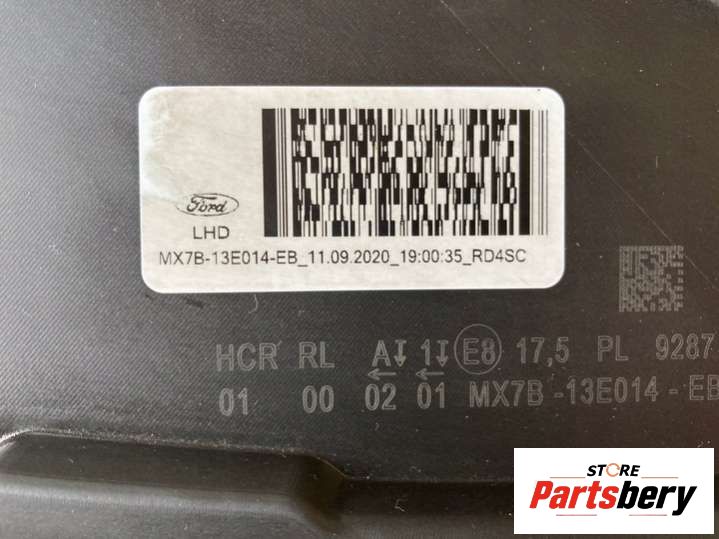 Ford
LHD
MX7B-13E014-EB_11.09.2020_19:00:35_RD4SC
HCR RL A 1 E8 17,5 PL 9287
01 00 02 01 MX7B-13E014-EB
STORE
Partsbery